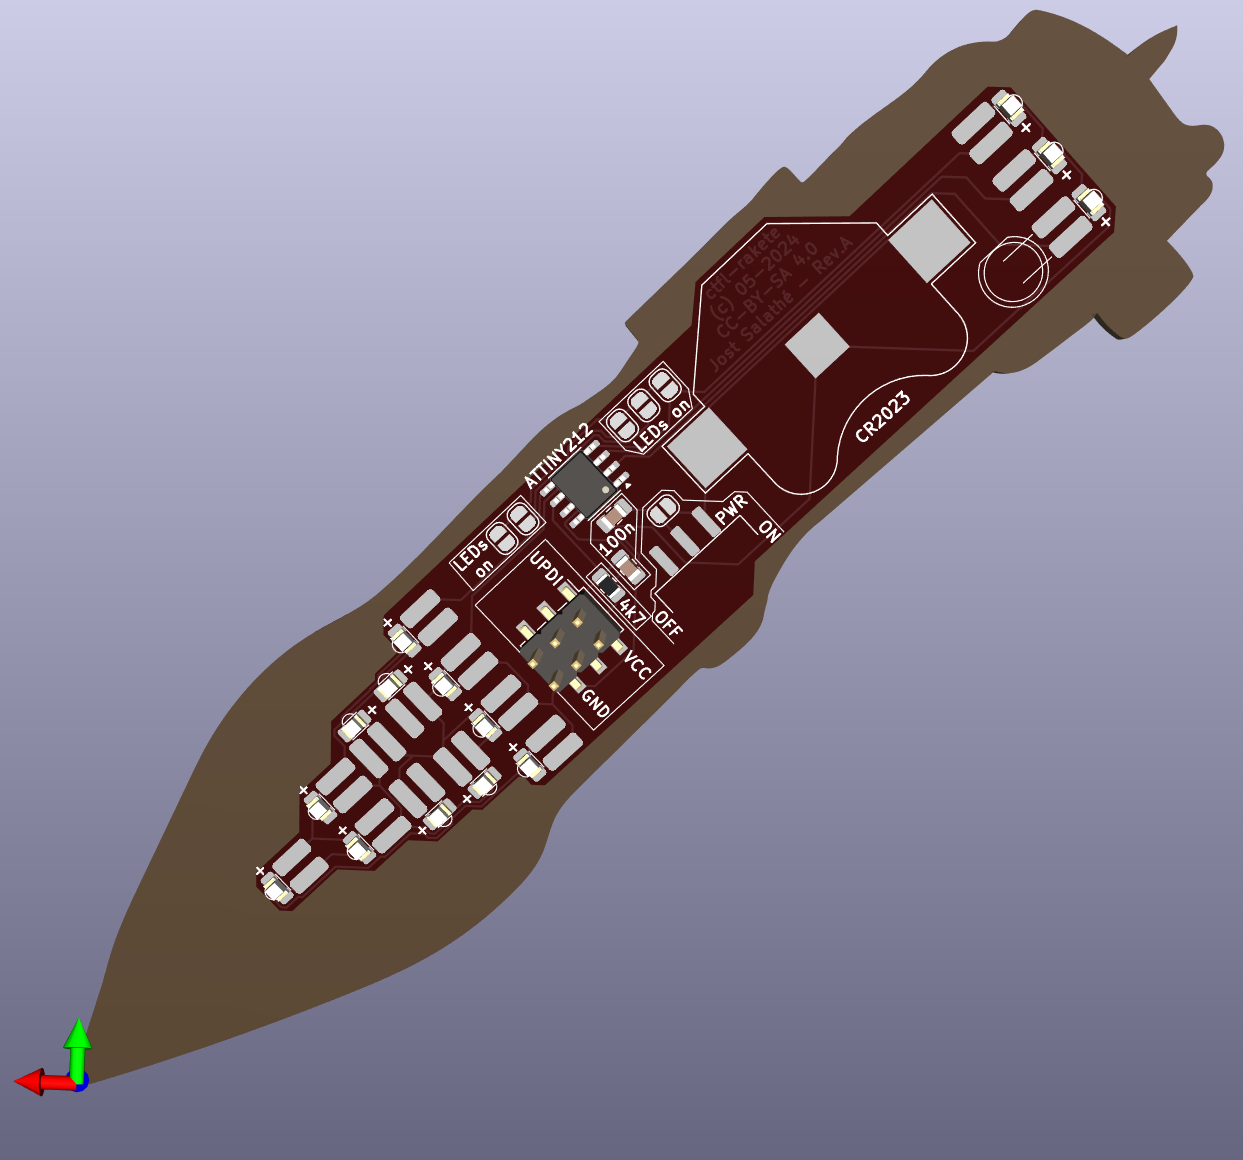 ctfl-rakete
(c) 05-2024
CC-BY-SA 4.0
Jost Salathé - Rev.A
CR2023
LEDs on
ATTINY212
PWR
ON
100n
LEDs
on
UPDI
4k7
OFF
VCC
GND